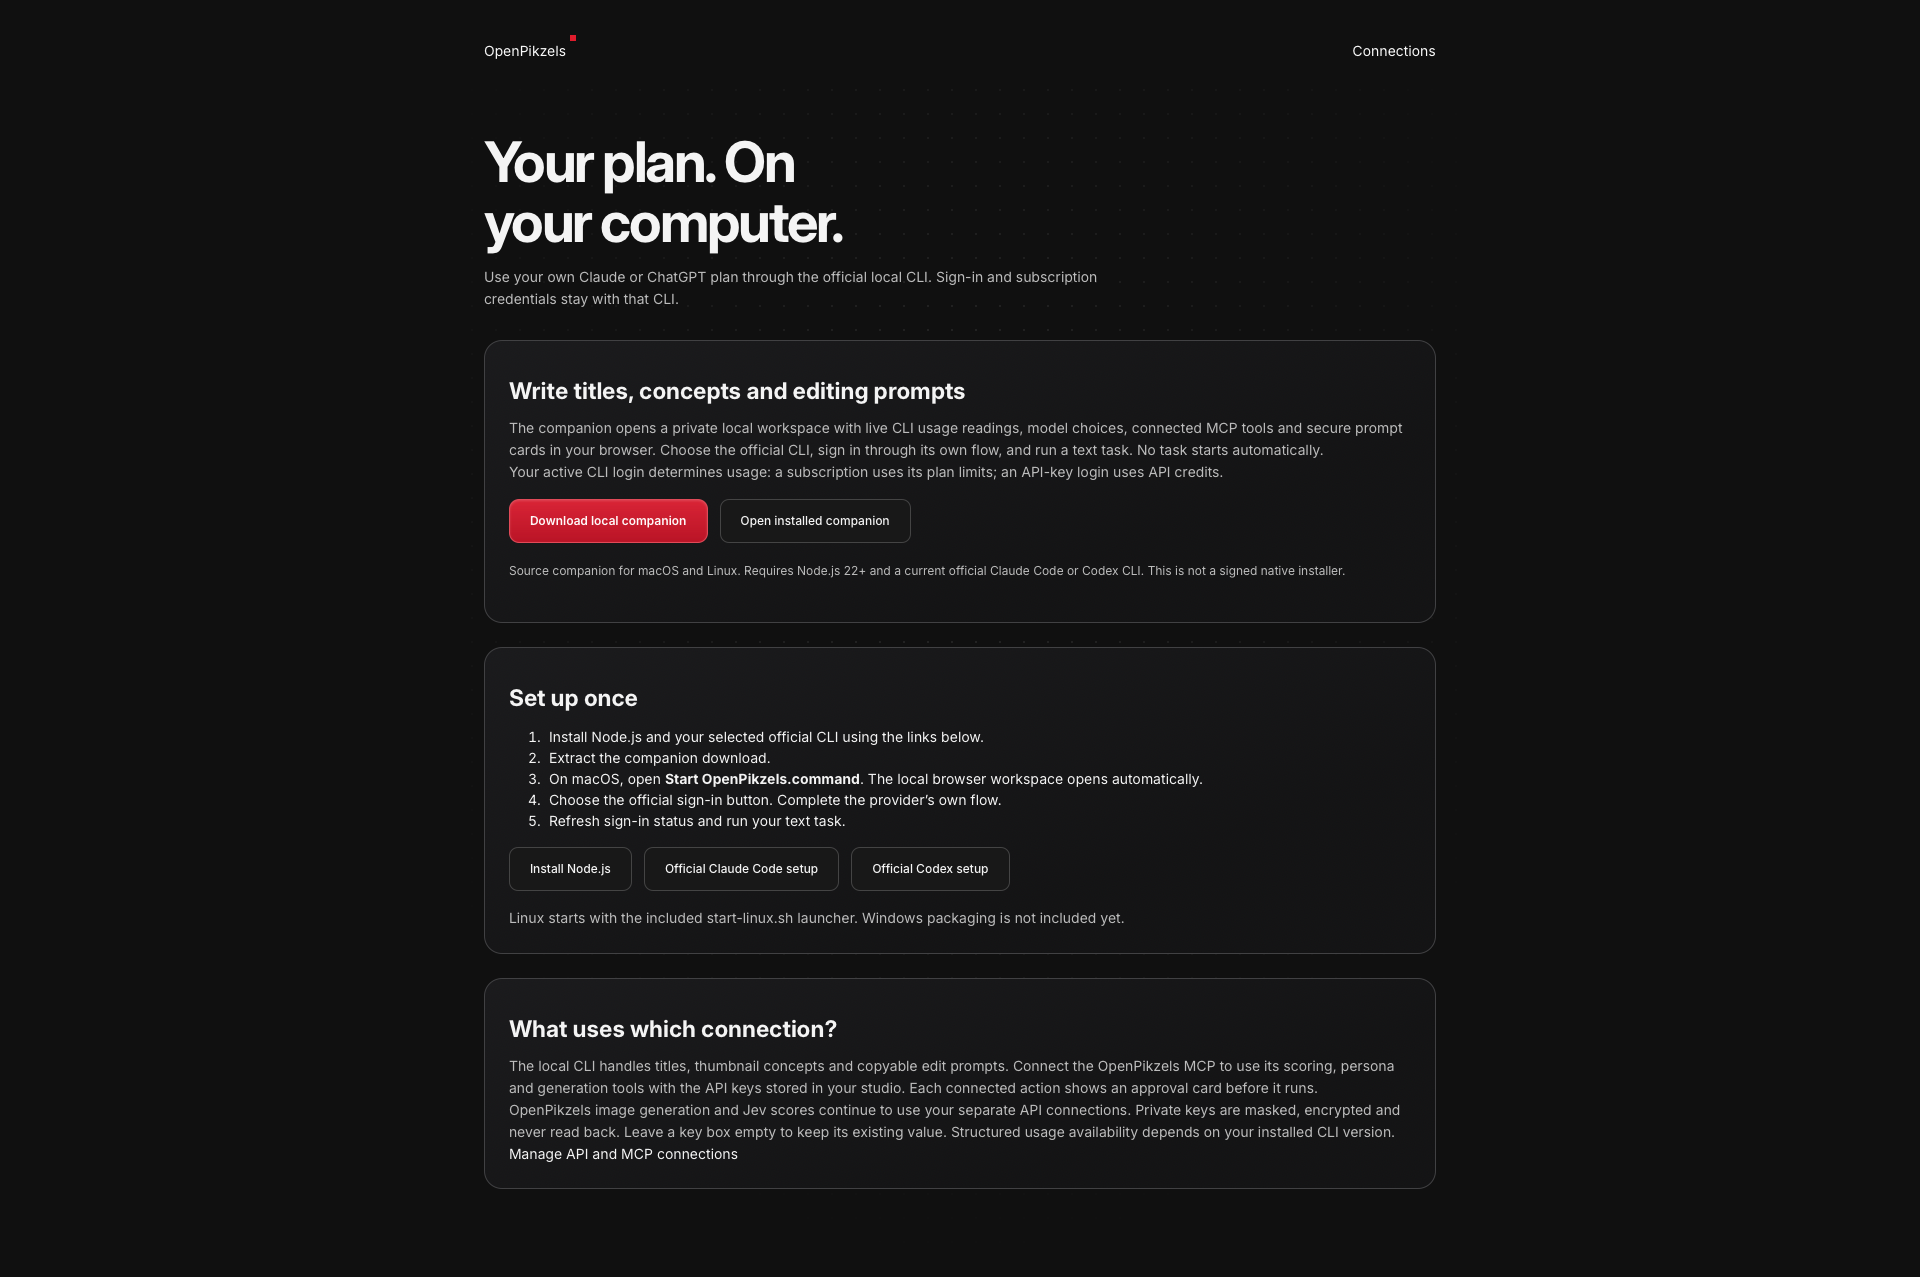 OpenPikzels
Connections
Your plan. On
your computer.
Use your own Claude or ChatGPT plan through the official local CLI. Sign-in and subscription
credentials stay with that CLI.
Write titles, concepts and editing prompts
The companion opens a private local workspace with live CLI usage readings, model choices, connected MCP tools and secure prompt
cards in your browser. Choose the official CLI, sign in through its own flow, and run a text task. No task starts automatically.
Your active CLI login determines usage: a subscription uses its plan limits; an API-key login uses API credits.
Download local companion
Open installed companion
Source companion for macOS and Linux. Requires Node.js 22+ and a current official Claude Code or Codex CLI. This is not a signed native installer.
Set up once
1. Install Node.js and your selected official CLI using the links below.
2. Extract the companion download.
3. On macOS, open Start OpenPikzels.command. The local browser workspace opens automatically.
4. Choose the official sign-in button. Complete the provider’s own flow.
5. Refresh sign-in status and run your text task.
Install Node.js
Official Claude Code setup
Official Codex setup
Linux starts with the included start-linux.sh launcher. Windows packaging is not included yet.
What uses which connection?
The local CLI handles titles, thumbnail concepts and copyable edit prompts. Connect the OpenPikzels MCP to use its scoring, persona
and generation tools with the API keys stored in your studio. Each connected action shows an approval card before it runs.
OpenPikzels image generation and Jev scores continue to use your separate API connections. Private keys are masked, encrypted and
never read back. Leave a key box empty to keep its existing value. Structured usage availability depends on your installed CLI version.
Manage API and MCP connections